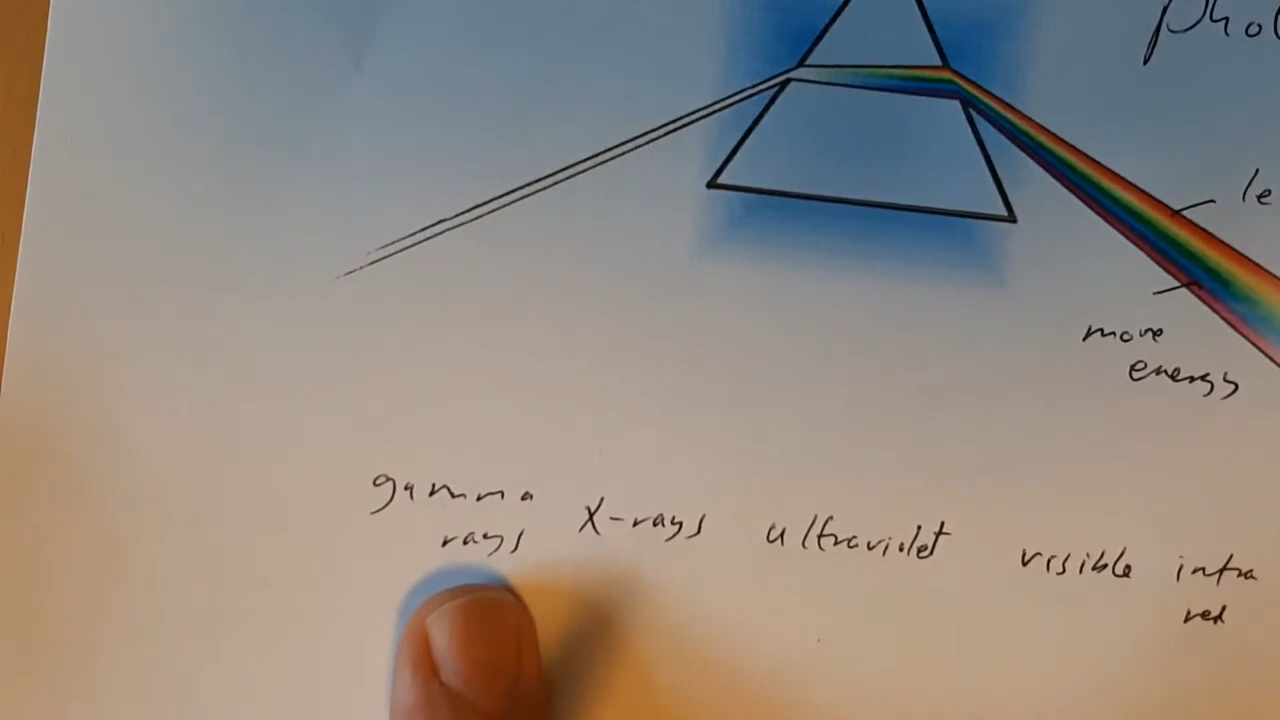 more
energy
gamma
rays
X-rays
ultraviolet
visible
infra
red